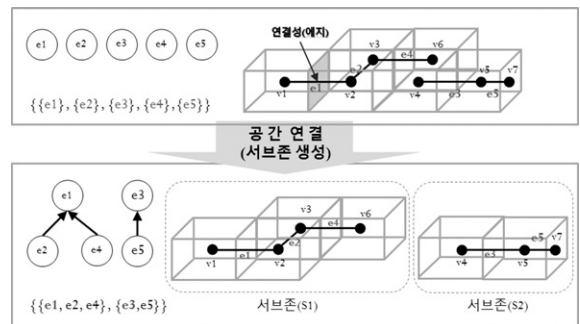 e1 e2 e3 e4 e5
{{e1},{e2},{e3},{e4},{e5}}
연결성(에지)
v3 v6
e4
e2
v1 e1 v2 v4 e3 v5 e5 v7
공간 연결
(서브존 생성)
e1 e3
e2 e4 e5
{{e1, e2, e4}, {e3,e5}}
v3 v6
e4
e2
v1 e1 v2
서브존(S1)
e5 v7
v4 e3 v5
서브존(S2)